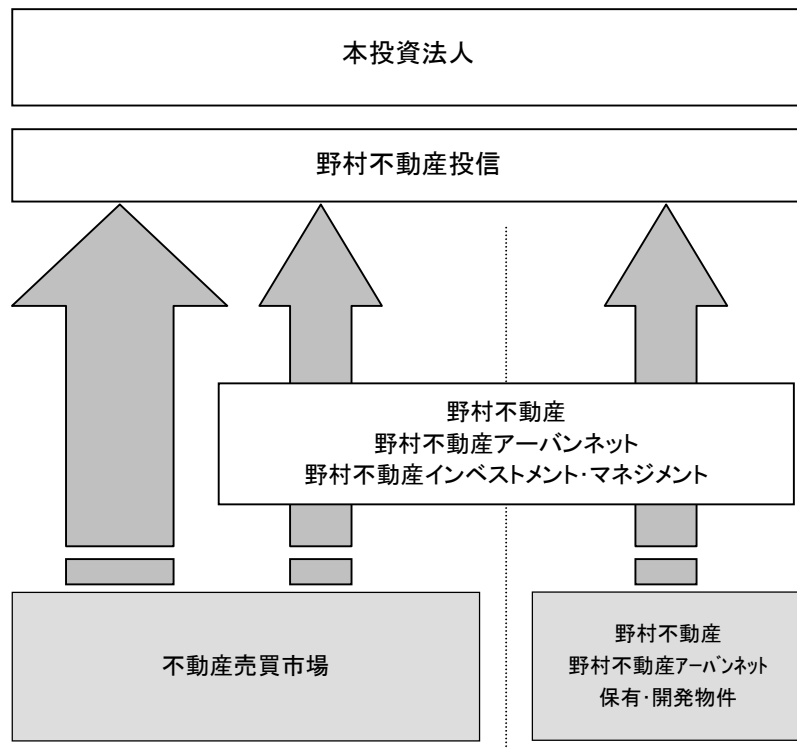 本投資法人
野村不動産投信
野村不動産
野村不動産アーバンネット
野村不動産インベストメント・マネジメント
不動産売買市場
野村不動産
野村不動産ｱｰﾊﾞﾝﾈｯﾄ
保有・開発物件